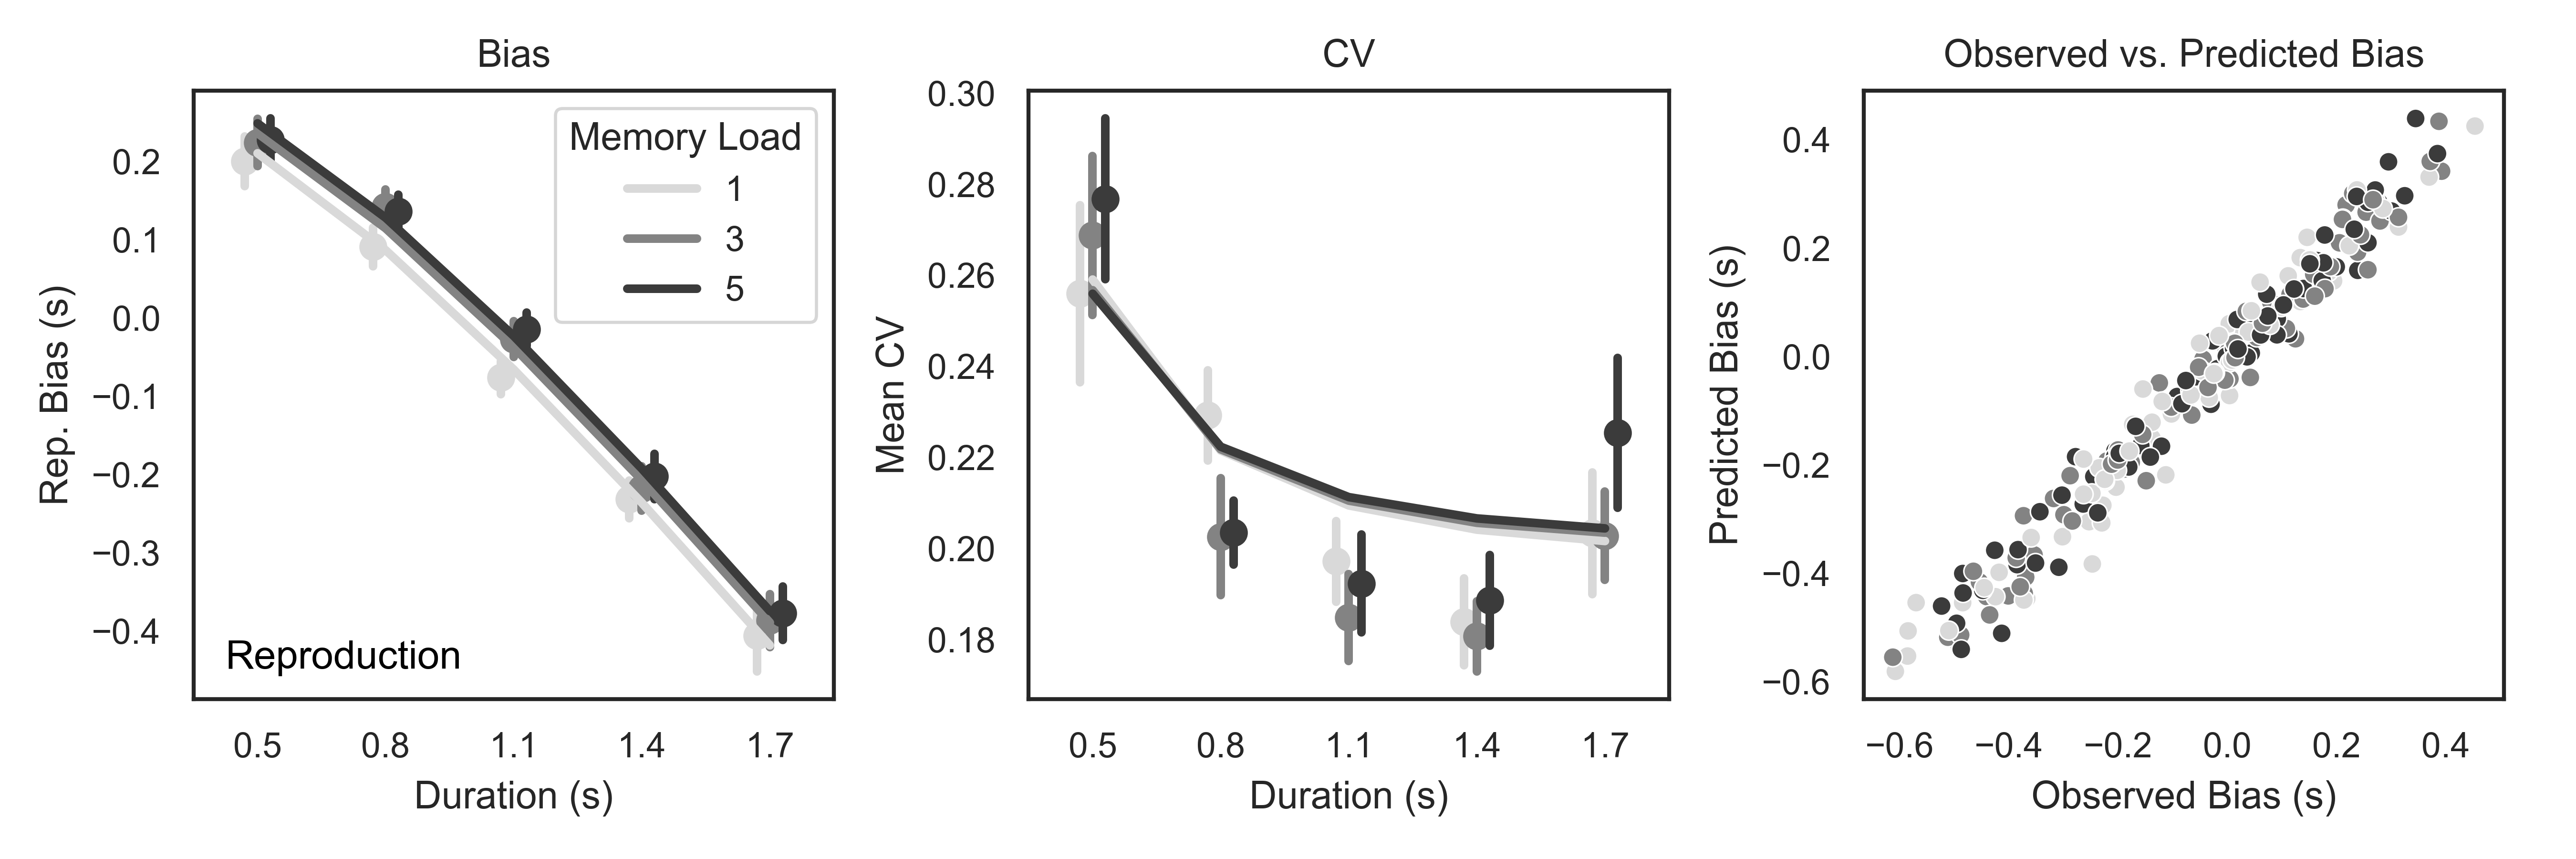 Bias
Rep. Bias (s)
0.2
0.1
0.0
−0.1
−0.2
−0.3
−0.4
Memory Load
1
3
5
Reproduction
0.5 0.8 1.1 1.4 1.7
Duration (s)
CV
Mean CV
0.30
0.28
0.26
0.24
0.22
0.20
0.18
0.5 0.8 1.1 1.4 1.7
Duration (s)
Observed vs. Predicted Bias
Predicted Bias (s)
0.4
0.2
0.0
−0.2
−0.4
−0.6
−0.6 −0.4 −0.2 0.0 0.2 0.4
Observed Bias (s)